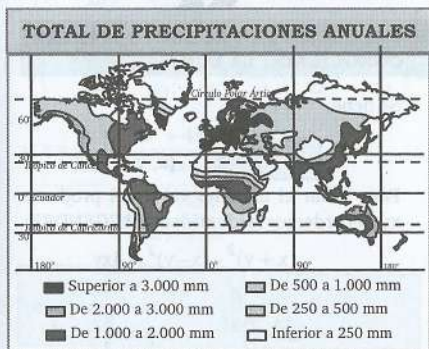 TOTAL DE PRECIPITACIONES ANUALES
Círculo Polar Ártico
60°
30°
Trópico de Cáncer
0° Ecuador
Trópico de Capricornio
30°
180° 90° 0° 90° 180°
Superior a 3.000 mm
De 500 a 1.000 mm
De 2.000 a 3.000 mm
De 250 a 500 mm
De 1.000 a 2.000 mm
Inferior a 250 mm